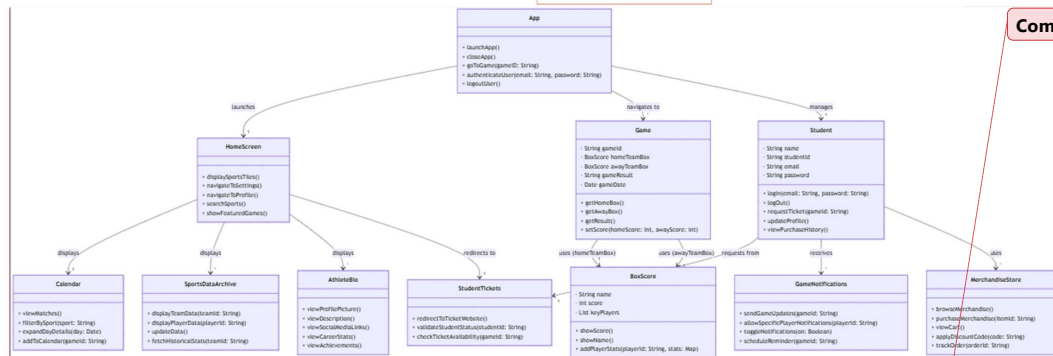 Com
App
+ launchApp()
+ closeApp()
+ goToGame(gameID: String)
+ authenticateUser(email: String, password: String)
+ logoutUser()
launches
navigates to
manages
HomeScreen
+ displaySportsTiles()
+ navigateToSettings()
+ navigateToProfile()
+ searchSports()
+ showFeaturedGames()
Game
- String gameId
- BoxScore homeTeamBox
- BoxScore awayTeamBox
- String gameResult
- Date gameDate
+ getHomeBox()
+ getAwayBox()
+ getResult()
+ setScore(homeScore: Int, awayScore: Int)
Student
- String name
- String studentId
- String email
- String password
+ login(email: String, password: String)
+ logOut()
+ requestTicket(gameId: String)
+ updateProfile()
+ viewPurchaseHistory()
displays
displays
displays
redirects to
uses (homeTeamBox)
uses (awayTeamBox)
requests from
receives
uses
Calendar
+ viewMatches()
+ filterBySport(sport: String)
+ expandDayDetails(day: Date)
+ addToCalendar(gameId: String)
SportsDataArchive
+ displayTeamData(teamId: String)
+ displayPlayerData(playerId: String)
+ updateData()
+ fetchHistoricalStats(teamId: String)
AthleteBio
+ viewProfilePicture()
+ viewDescription()
+ viewSocialMediaLinks()
+ viewCareerStats()
+ viewAchievements()
StudentTickets
+ redirectToTicketWebsite()
+ validateStudentStatus(studentId: String)
+ checkTicketAvailability(gameId: String)
BoxScore
- String name
- Int score
- List keyPlayers
+ showScore()
+ showName()
+ addPlayerStats(playerId: String, stats: Map)
GameNotifications
+ sendGameUpdates(gameId: String)
+ allowSpecificPlayerNotifications(playerId: String)
+ toggleNotifications(on: Boolean)
+ scheduleReminder(gameId: String)
MerchandiseStore
+ browseMerchandise()
+ purchaseMerchandise(itemId: String)
+ viewCart()
+ applyDiscountCode(code: String)
+ trackOrder(orderId: String)